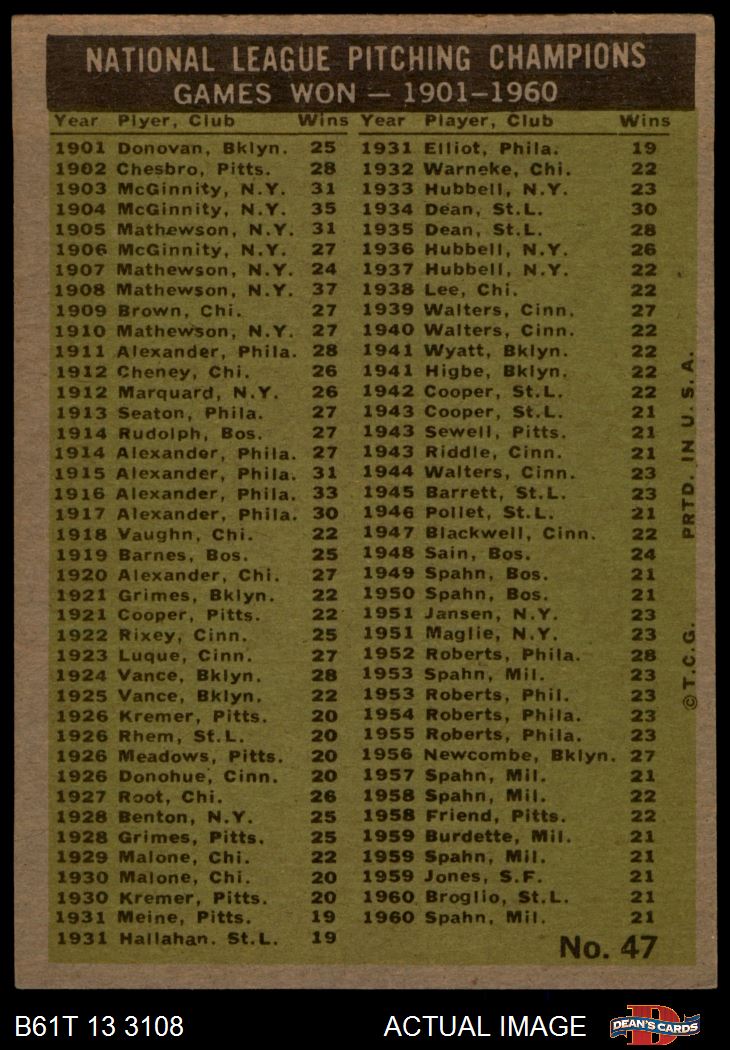 NATIONAL LEAGUE PITCHING CHAMPIONS
GAMES WON — 1901-1960
Year Plyer, Club Wins
1901 Donovan, Bklyn. 25
1902 Chesbro, Pitts. 28
1903 McGinnity, N.Y. 31
1904 McGinnity, N.Y. 35
1905 Mathewson, N.Y. 31
1906 McGinnity, N.Y. 27
1907 Mathewson, N.Y. 24
1908 Mathewson, N.Y. 37
1909 Brown, Chi. 27
1910 Mathewson, N.Y. 27
1911 Alexander, Phila. 28
1912 Cheney, Chi. 26
1912 Marquard, N.Y. 26
1913 Seaton, Phila. 27
1914 Rudolph, Bos. 27
1914 Alexander, Phila. 27
1915 Alexander, Phila. 31
1916 Alexander, Phila. 33
1917 Alexander, Phila. 30
1918 Vaughn, Chi. 22
1919 Barnes, Bos. 25
1920 Alexander, Chi. 27
1921 Grimes, Bklyn. 22
1921 Cooper, Pitts. 22
1922 Rixey, Cinn. 25
1923 Luque, Cinn. 27
1924 Vance, Bklyn. 28
1925 Vance, Bklyn. 22
1926 Kremer, Pitts. 20
1926 Rhem, St.L. 20
1926 Meadows, Pitts. 20
1926 Donohue, Cinn. 20
1927 Root, Chi. 26
1928 Benton, N.Y. 25
1928 Grimes, Pitts. 25
1929 Malone, Chi. 22
1930 Malone, Chi. 20
1930 Kremer, Pitts. 20
1931 Meine, Pitts. 19
1931 Hallahan. St.L. 19
Year Player, Club Wins
1931 Elliot, Phila. 19
1932 Warneke, Chi. 22
1933 Hubbell, N.Y. 23
1934 Dean, St.L. 30
1935 Dean, St.L. 28
1936 Hubbell, N.Y. 26
1937 Hubbell, N.Y. 22
1938 Lee, Chi. 22
1939 Walters, Cinn. 27
1940 Walters, Cinn. 22
1941 Wyatt, Bklyn. 22
1941 Higbe, Bklyn. 22
1942 Cooper, St.L. 22
1943 Cooper, St.L. 21
1943 Sewell, Pitts. 21
1943 Riddle, Cinn. 21
1944 Walters, Cinn. 23
1945 Barrett, St.L. 23
1946 Pollet, St.L. 21
1947 Blackwell, Cinn. 22
1948 Sain, Bos. 24
1949 Spahn, Bos. 21
1950 Spahn, Bos. 21
1951 Jansen, N.Y. 23
1951 Maglie, N.Y. 23
1952 Roberts, Phila. 28
1953 Spahn, Mil. 23
1953 Roberts, Phil. 23
1954 Roberts, Phila. 23
1955 Roberts, Phila. 23
1956 Newcombe, Bklyn. 27
1957 Spahn, Mil. 21
1958 Spahn, Mil. 22
1958 Friend, Pitts. 22
1959 Burdette, Mil. 21
1959 Spahn, Mil. 21
1959 Jones, S.F. 21
1960 Broglio, St.L. 21
1960 Spahn, Mil. 21
No. 47
©T.C.G. PRTD. IN U.S.A.
B61T 13 3108 ACTUAL IMAGE
DEAN'S CARDS